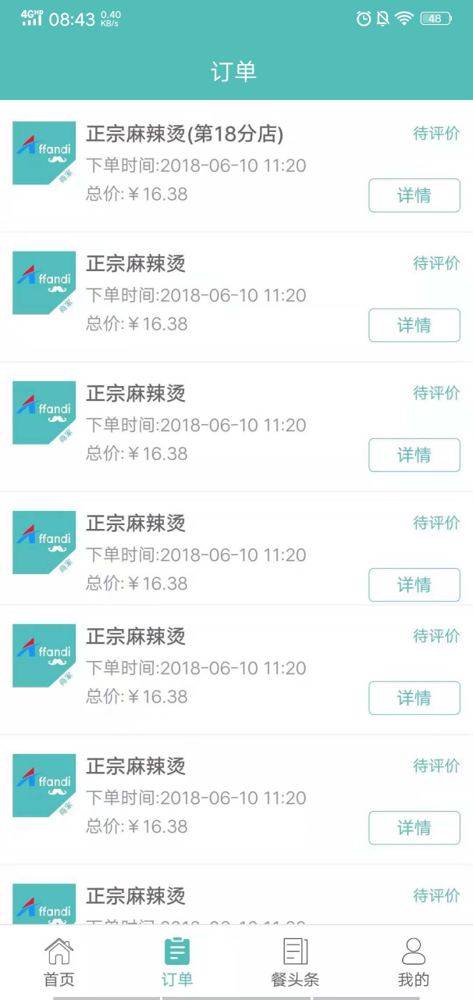 4G HD 08:43 0.40 KB/s 48
订单
正宗麻辣烫(第18分店) 待评价
ffandi
下单时间:2018-06-10 11:20
商家
总价:￥16.38 详情
正宗麻辣烫 待评价
ffandi
下单时间:2018-06-10 11:20
商家
总价:￥16.38 详情
正宗麻辣烫 待评价
ffandi
下单时间:2018-06-10 11:20
商家
总价:￥16.38 详情
正宗麻辣烫 待评价
ffandi
下单时间:2018-06-10 11:20
商家
总价:￥16.38 详情
正宗麻辣烫 待评价
ffandi
下单时间:2018-06-10 11:20
商家
总价:￥16.38 详情
正宗麻辣烫 待评价
ffandi
下单时间:2018-06-10 11:20
商家
总价:￥16.38 详情
正宗麻辣烫 待评价
ffandi
首页 订单 餐头条 我的